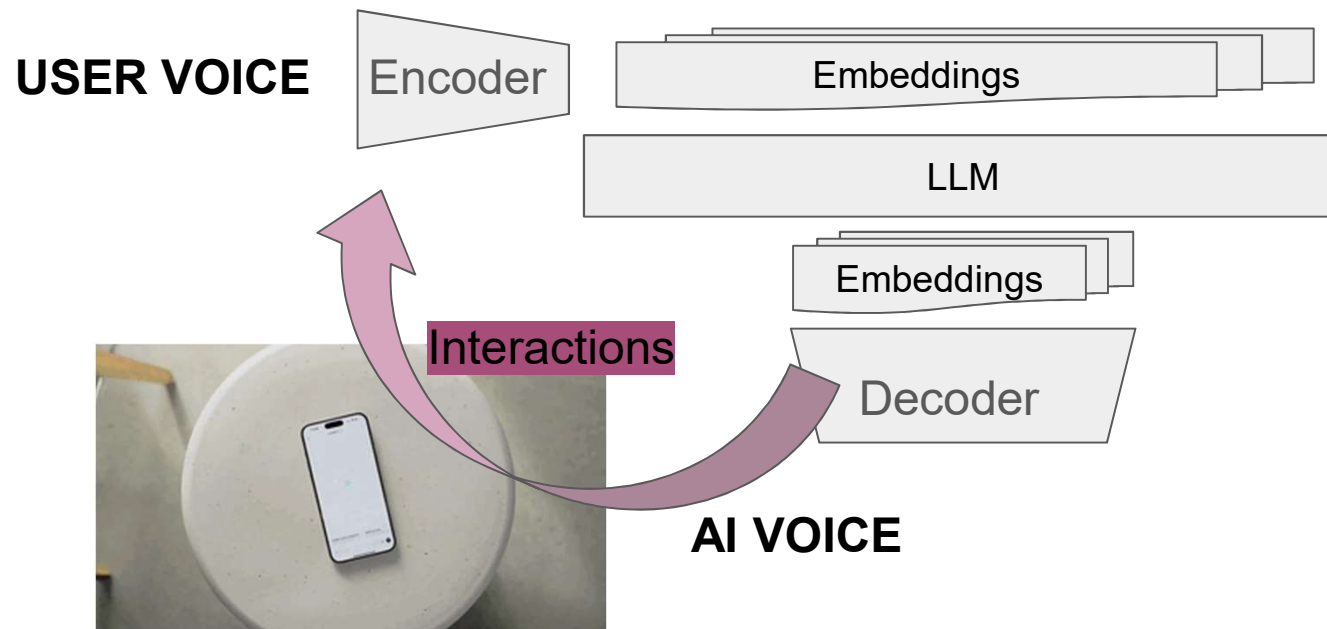 USER VOICE
Encoder
Embeddings
LLM
Embeddings
Interactions
Decoder
AI VOICE